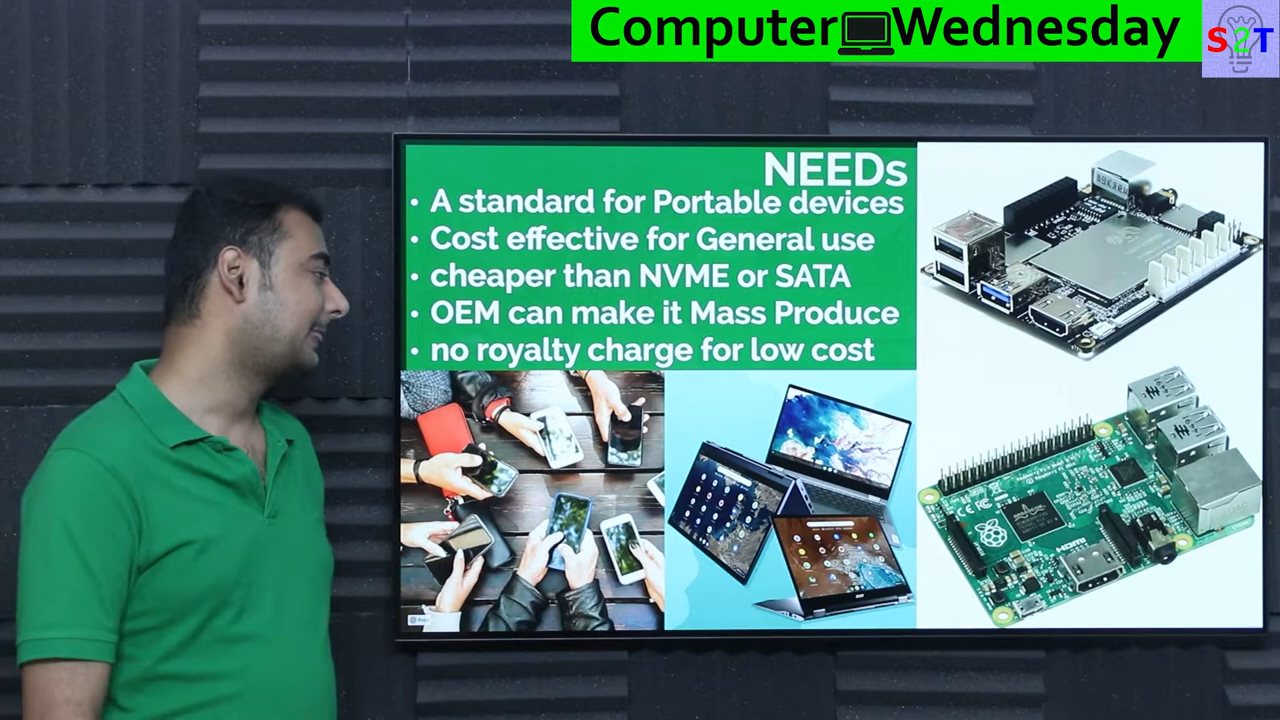 Computer Wednesday
S2T
NEEDs
• A standard for Portable devices
• Cost effective for General use
• cheaper than NVME or SATA
• OEM can make it Mass Produce
• no royalty charge for low cost
HDMI